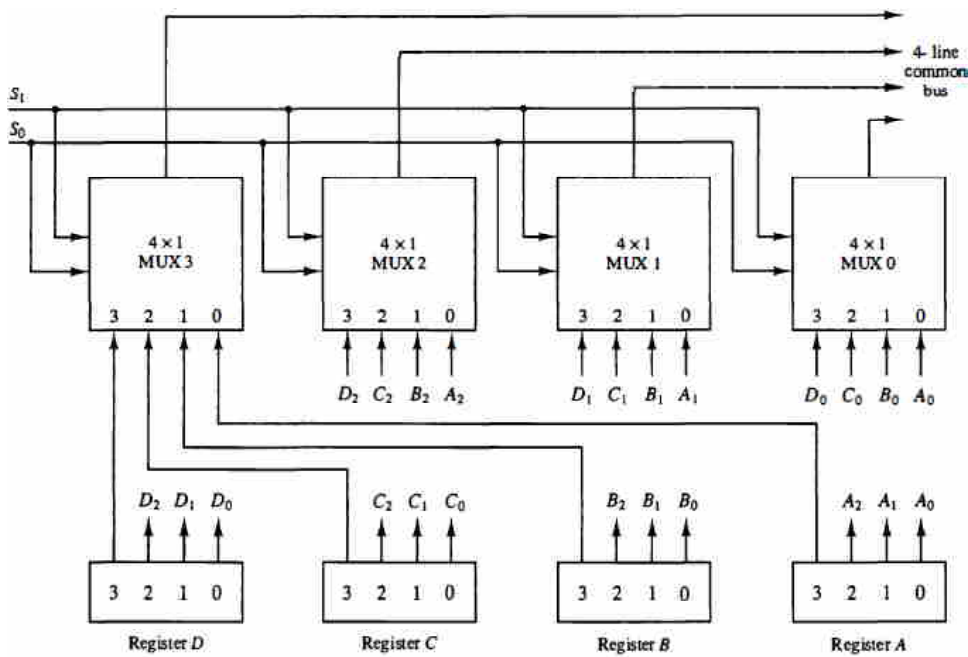 4- line
common
bus
S₁
S₀
4 × 1
MUX 3
3 2 1 0
4 × 1
MUX 2
3 2 1 0
4 × 1
MUX 1
3 2 1 0
4 × 1
MUX 0
3 2 1 0
D₂ C₂ B₂ A₂
D₁ C₁ B₁ A₁
D₀ C₀ B₀ A₀
D₂ D₁ D₀
C₂ C₁ C₀
B₂ B₁ B₀
A₂ A₁ A₀
3 2 1 0
3 2 1 0
3 2 1 0
3 2 1 0
Register D
Register C
Register B
Register A